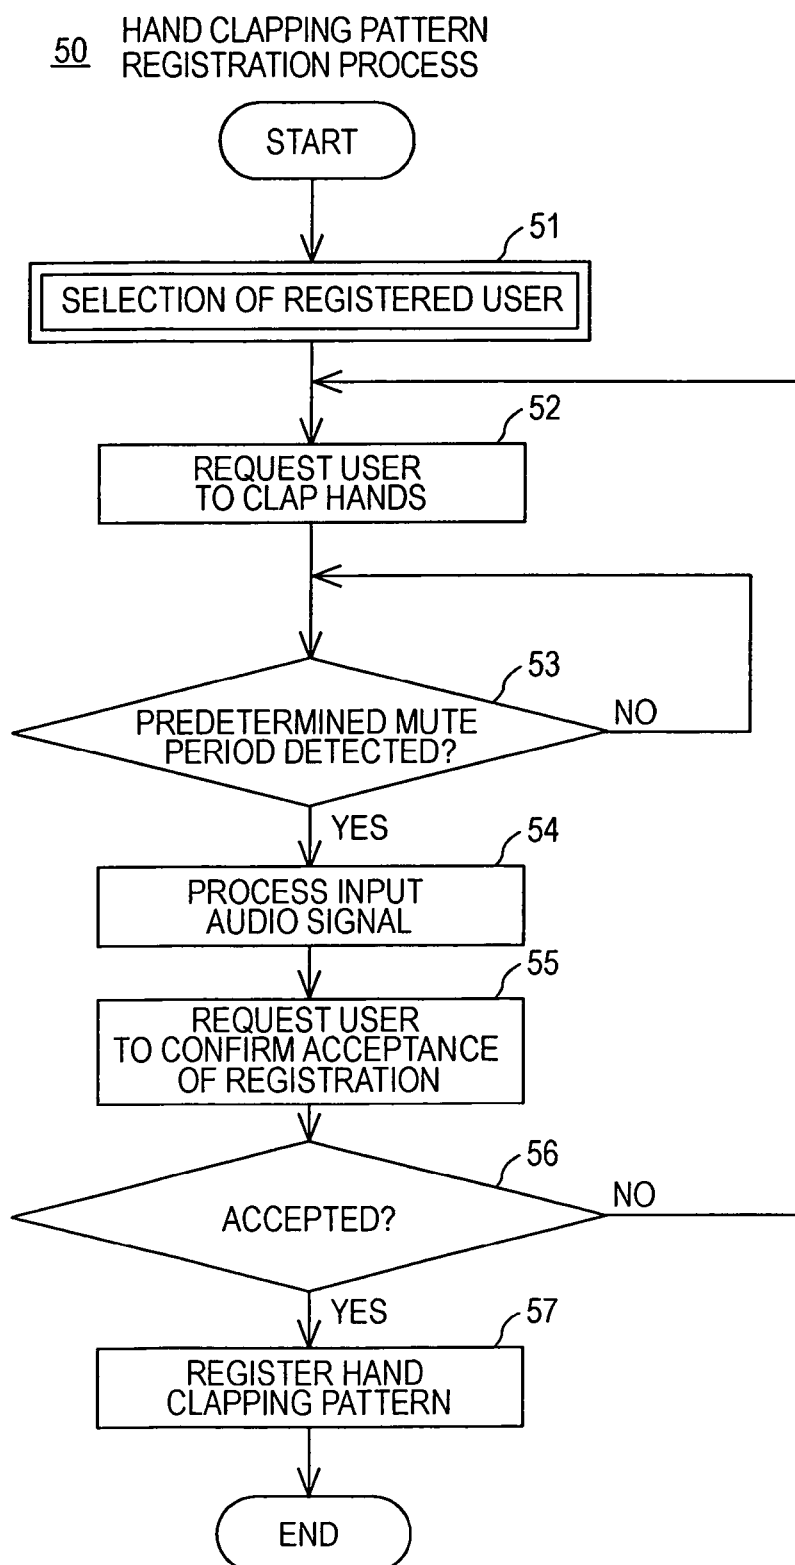 50 HAND CLAPPING PATTERN
REGISTRATION PROCESS
START
51
SELECTION OF REGISTERED USER
52
REQUEST USER
TO CLAP HANDS
53
PREDETERMINED MUTE
PERIOD DETECTED?
NO
YES
54
PROCESS INPUT
AUDIO SIGNAL
55
REQUEST USER
TO CONFIRM ACCEPTANCE
OF REGISTRATION
56
ACCEPTED?
NO
YES
57
REGISTER HAND
CLAPPING PATTERN
END